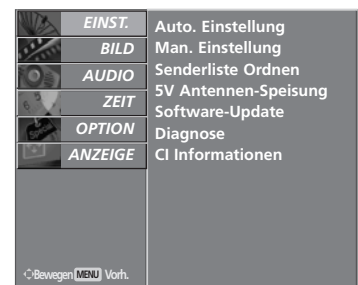 EINST.
BILD
AUDIO
ZEIT
OPTION
ANZEIGE
Auto. Einstellung
Man. Einstellung
Senderliste Ordnen
5V Antennen-Speisung
Software-Update
Diagnose
CI Informationen
Bewegen MENU Vorh.